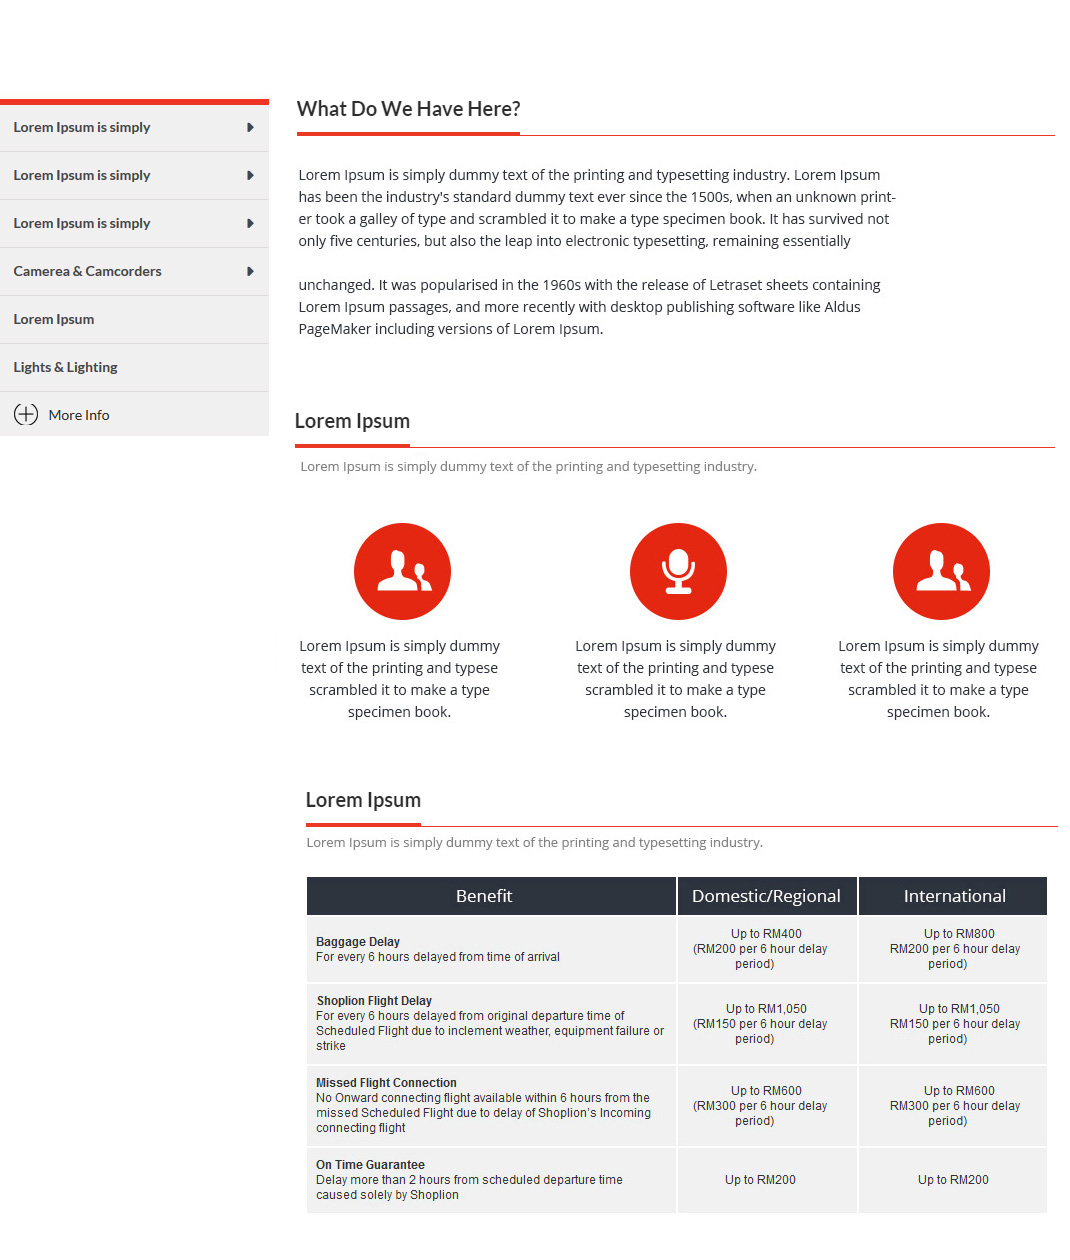 Lorem Ipsum is simply
Lorem Ipsum is simply
Lorem Ipsum is simply
Camerea & Camcorders
Lorem Ipsum
Lights & Lighting
More Info
What Do We Have Here?
Lorem Ipsum is simply dummy text of the printing and typesetting industry. Lorem Ipsum
has been the industry's standard dummy text ever since the 1500s, when an unknown print-
er took a galley of type and scrambled it to make a type specimen book. It has survived not
only five centuries, but also the leap into electronic typesetting, remaining essentially
unchanged. It was popularised in the 1960s with the release of Letraset sheets containing
Lorem Ipsum passages, and more recently with desktop publishing software like Aldus
PageMaker including versions of Lorem Ipsum.
Lorem Ipsum
Lorem Ipsum is simply dummy text of the printing and typesetting industry.
Lorem Ipsum is simply dummy
text of the printing and typese
scrambled it to make a type
specimen book.
Lorem Ipsum is simply dummy
text of the printing and typese
scrambled it to make a type
specimen book.
Lorem Ipsum is simply dummy
text of the printing and typese
scrambled it to make a type
specimen book.
Lorem Ipsum
Lorem Ipsum is simply dummy text of the printing and typesetting industry.
Benefit
Domestic/Regional
International
Baggage Delay
For every 6 hours delayed from time of arrival
Up to RM400
(RM200 per 6 hour delay
period)
Up to RM800
RM200 per 6 hour delay
period)
Shoplion Flight Delay
For every 6 hours delayed from original departure time of
Scheduled Flight due to inclement weather, equipment failure or
strike
Up to RM1,050
(RM150 per 6 hour delay
period)
Up to RM1,050
RM150 per 6 hour delay
period)
Missed Flight Connection
No Onward connecting flight available within 6 hours from the
missed Scheduled Flight due to delay of Shoplion's Incoming
connecting flight
Up to RM600
(RM300 per 6 hour delay
period)
Up to RM600
RM300 per 6 hour delay
period)
On Time Guarantee
Delay more than 2 hours from scheduled departure time
caused solely by Shoplion
Up to RM200
Up to RM200